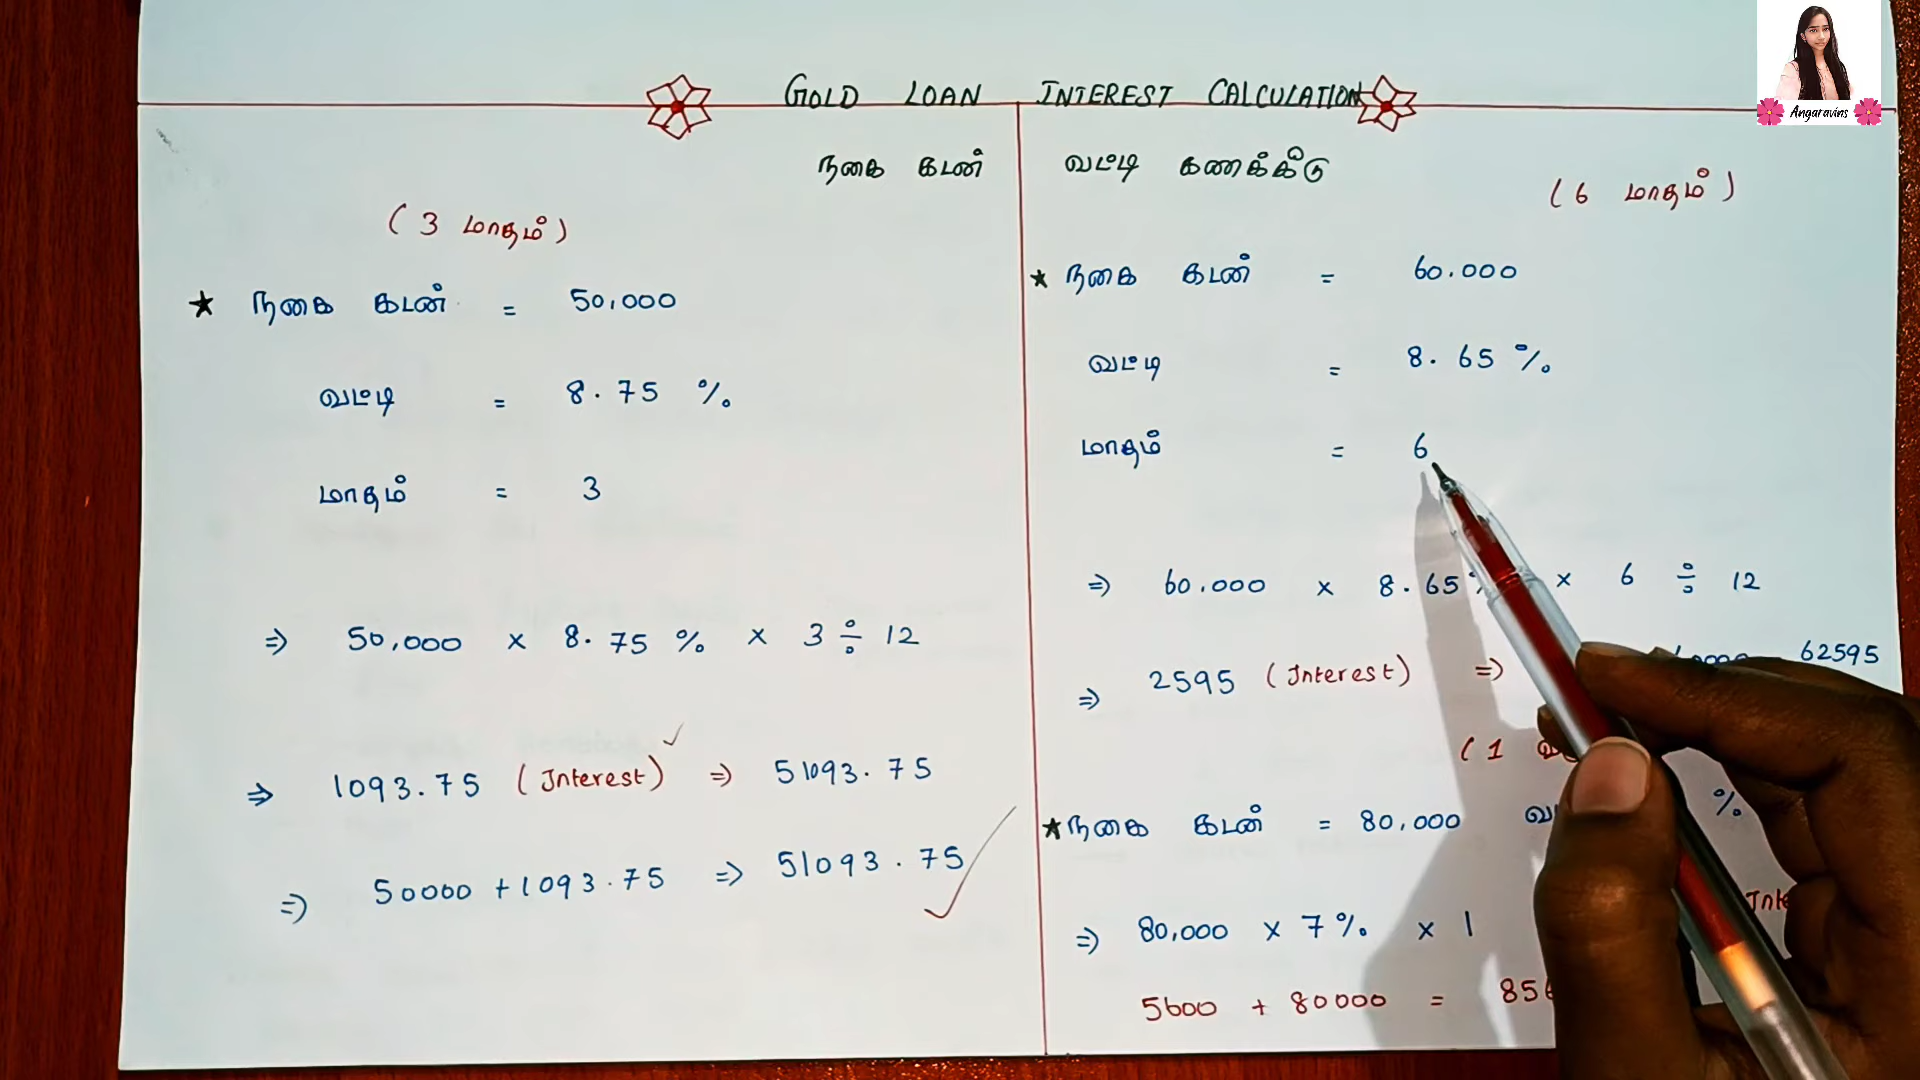 GOLD LOAN INTEREST CALCULATION
நகை கடன் வட்டி கணக்கீடு
( 3 மாதம் )
★ நகை கடன் = 50,000
வட்டி = 8.75 %
மாதம் = 3
⇒ 50,000 x 8.75 % x 3 ÷ 12
⇒ 1093.75 (Interest) ✓ ⇒ 51093.75
⇒ 50000 + 1093.75 ⇒ 51093.75 ✓
( 6 மாதம் )
★ நகை கடன் = 60.000
வட்டி = 8.65 %
மாதம் = 6
⇒ 60.000 x 8.65 % x 6 ÷ 12
⇒ 2595 (Interest) ⇒ 62595
( 1
★ நகை கடன் = 80,000 %
⇒ 80,000 x 7 % x 1
5600 + 80000 =
Angaravins